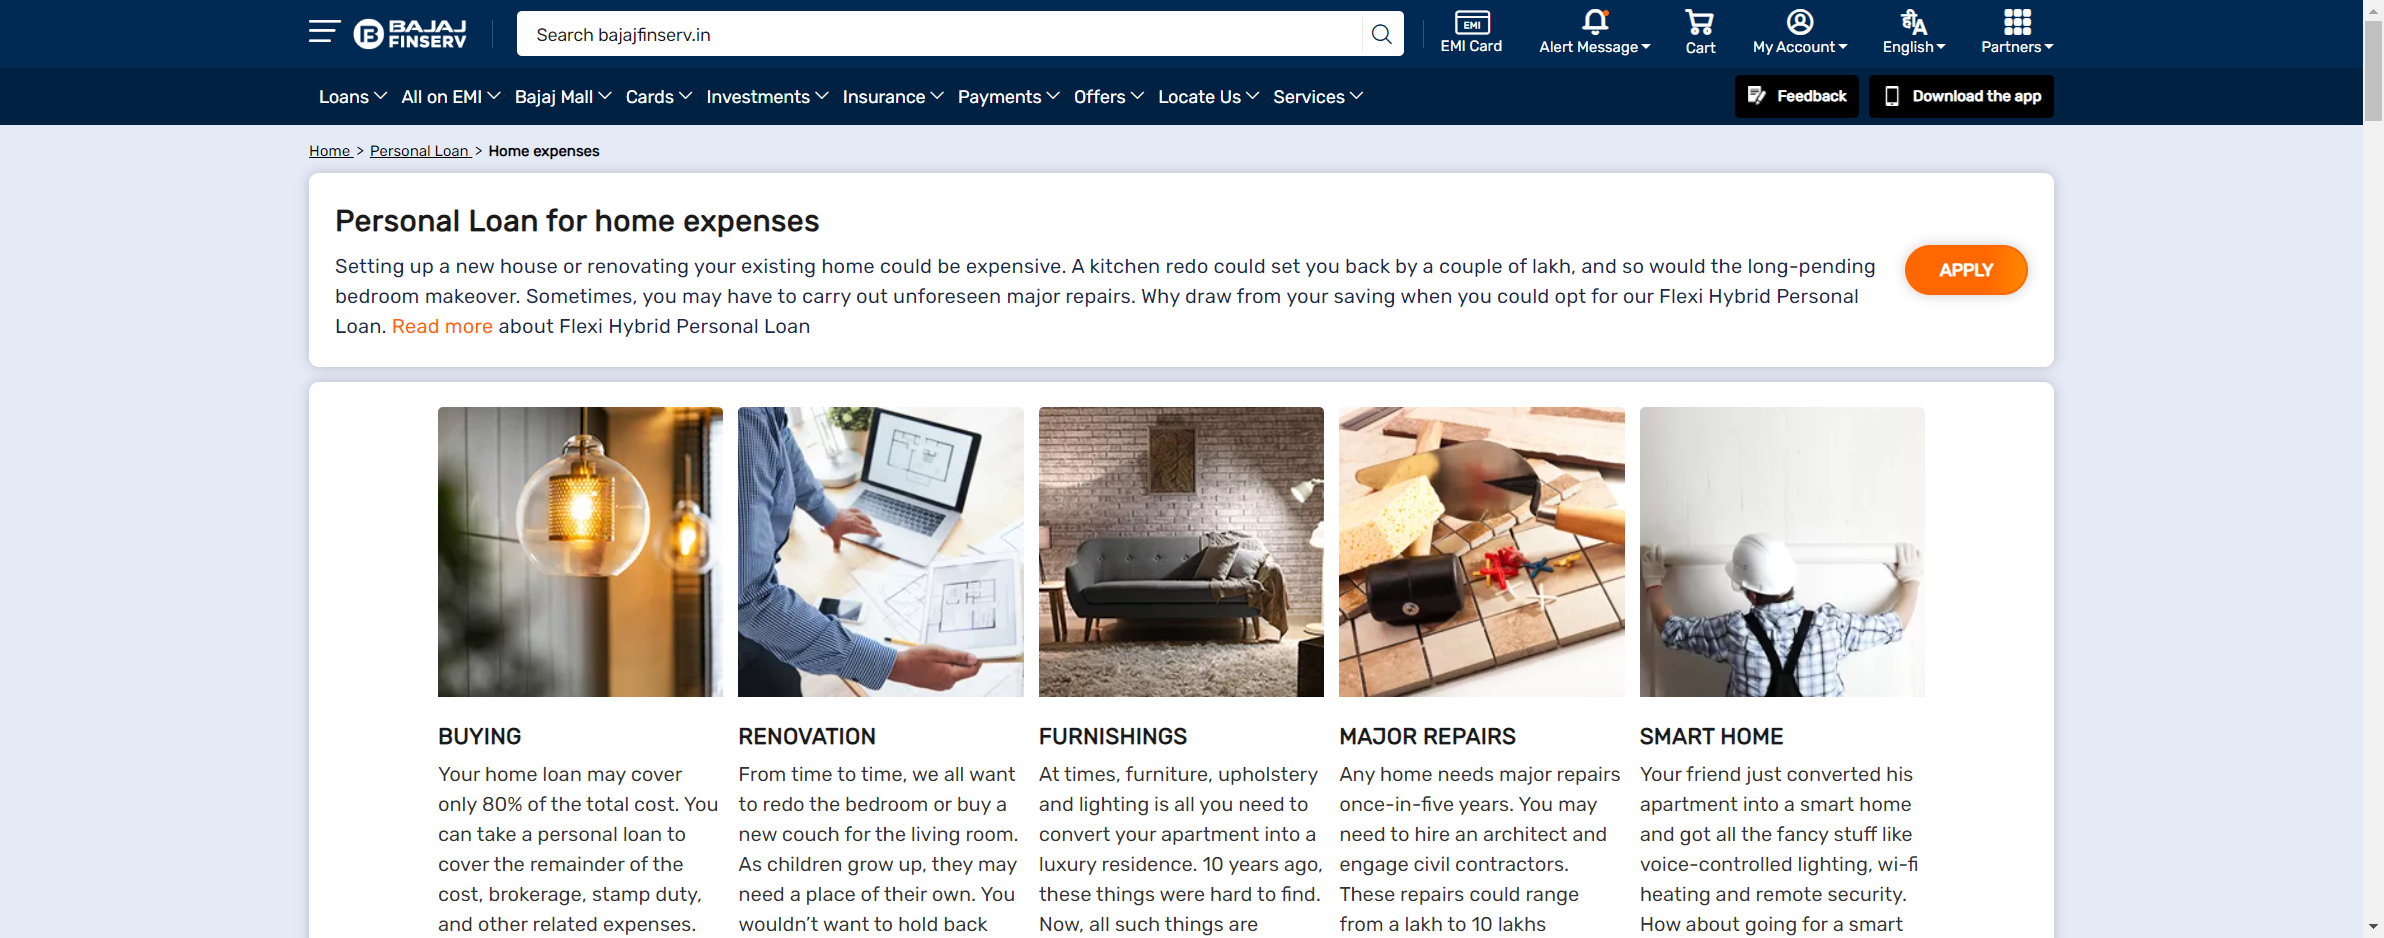 BAJAJ
FINSERV
Search bajajfinserv.in
EMI
EMI Card
Alert Message
Cart
My Account
हीA
English
Partners
Loans
All on EMI
Bajaj Mall
Cards
Investments
Insurance
Payments
Offers
Locate Us
Services
Feedback
Download the app
Home > Personal Loan > Home expenses
Personal Loan for home expenses
Setting up a new house or renovating your existing home could be expensive. A kitchen redo could set you back by a couple of lakh, and so would the long-pending
bedroom makeover. Sometimes, you may have to carry out unforeseen major repairs. Why draw from your saving when you could opt for our Flexi Hybrid Personal
Loan. Read more about Flexi Hybrid Personal Loan
APPLY
BUYING
Your home loan may cover
only 80% of the total cost. You
can take a personal loan to
cover the remainder of the
cost, brokerage, stamp duty,
and other related expenses.
RENOVATION
From time to time, we all want
to redo the bedroom or buy a
new couch for the living room.
As children grow up, they may
need a place of their own. You
wouldn’t want to hold back
FURNISHINGS
At times, furniture, upholstery
and lighting is all you need to
convert your apartment into a
luxury residence. 10 years ago,
these things were hard to find.
Now, all such things are
MAJOR REPAIRS
Any home needs major repairs
once-in-five years. You may
need to hire an architect and
engage civil contractors.
These repairs could range
from a lakh to 10 lakhs
SMART HOME
Your friend just converted his
apartment into a smart home
and got all the fancy stuff like
voice-controlled lighting, wi-fi
heating and remote security.
How about going for a smart